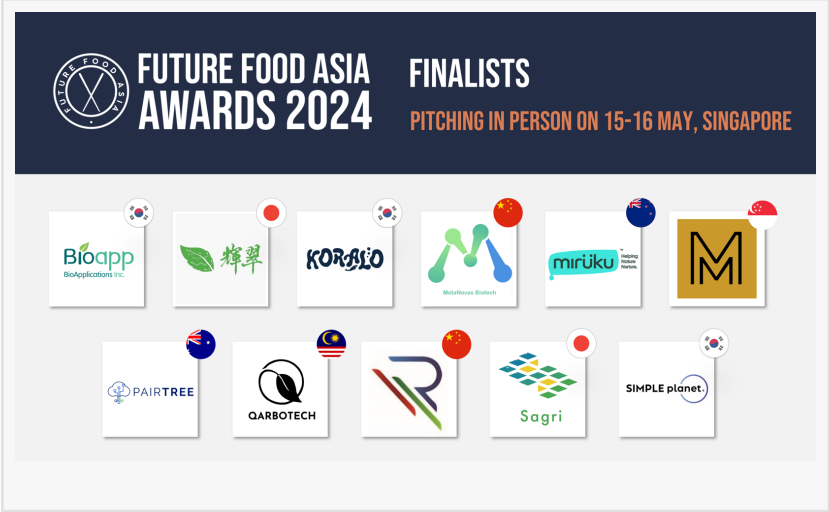 FUTURE FOOD ASIA
FUTURE FOOD ASIA
AWARDS 2024
FINALISTS
PITCHING IN PERSON ON 15-16 MAY, SINGAPORE
Bioapp
BioApplications Inc.
輝翠
KORALO
MetaNovas Biotech
mirüku™
Helping
Nature
Nurture.
M
PAIRTREE
QARBOTECH
R
Sagri
SIMPLE planet.